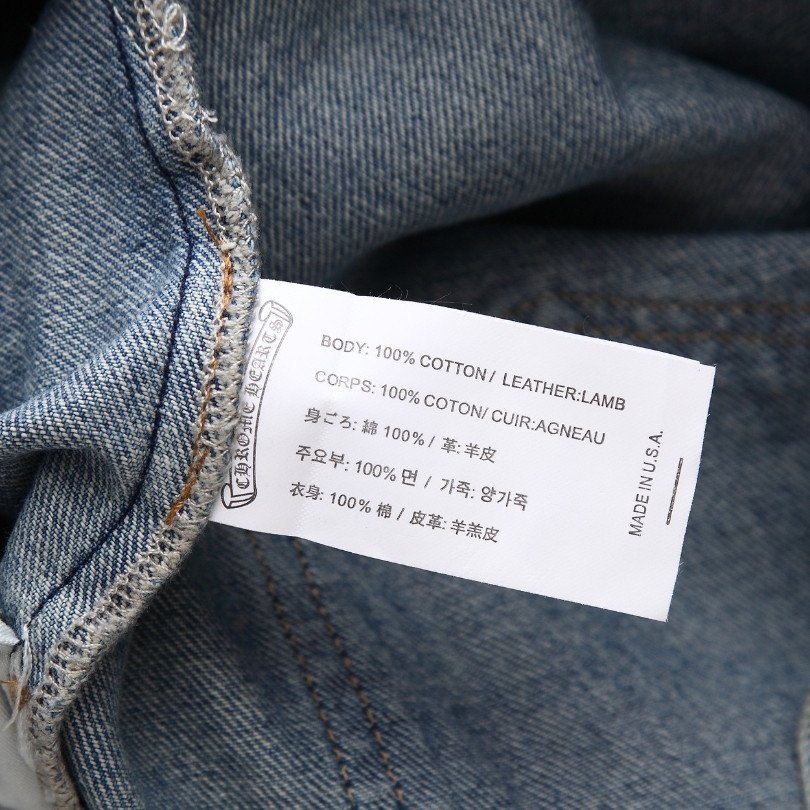 CHROME HEARTS
BODY: 100% COTTON / LEATHER:LAMB
CORPS: 100% COTON/ CUIR:AGNEAU
身ごろ: 綿 100% / 革: 羊皮
주요부: 100% 면 / 가죽: 양가죽
衣身: 100% 棉 / 皮革: 羊羔皮
MADE IN U.S.A.